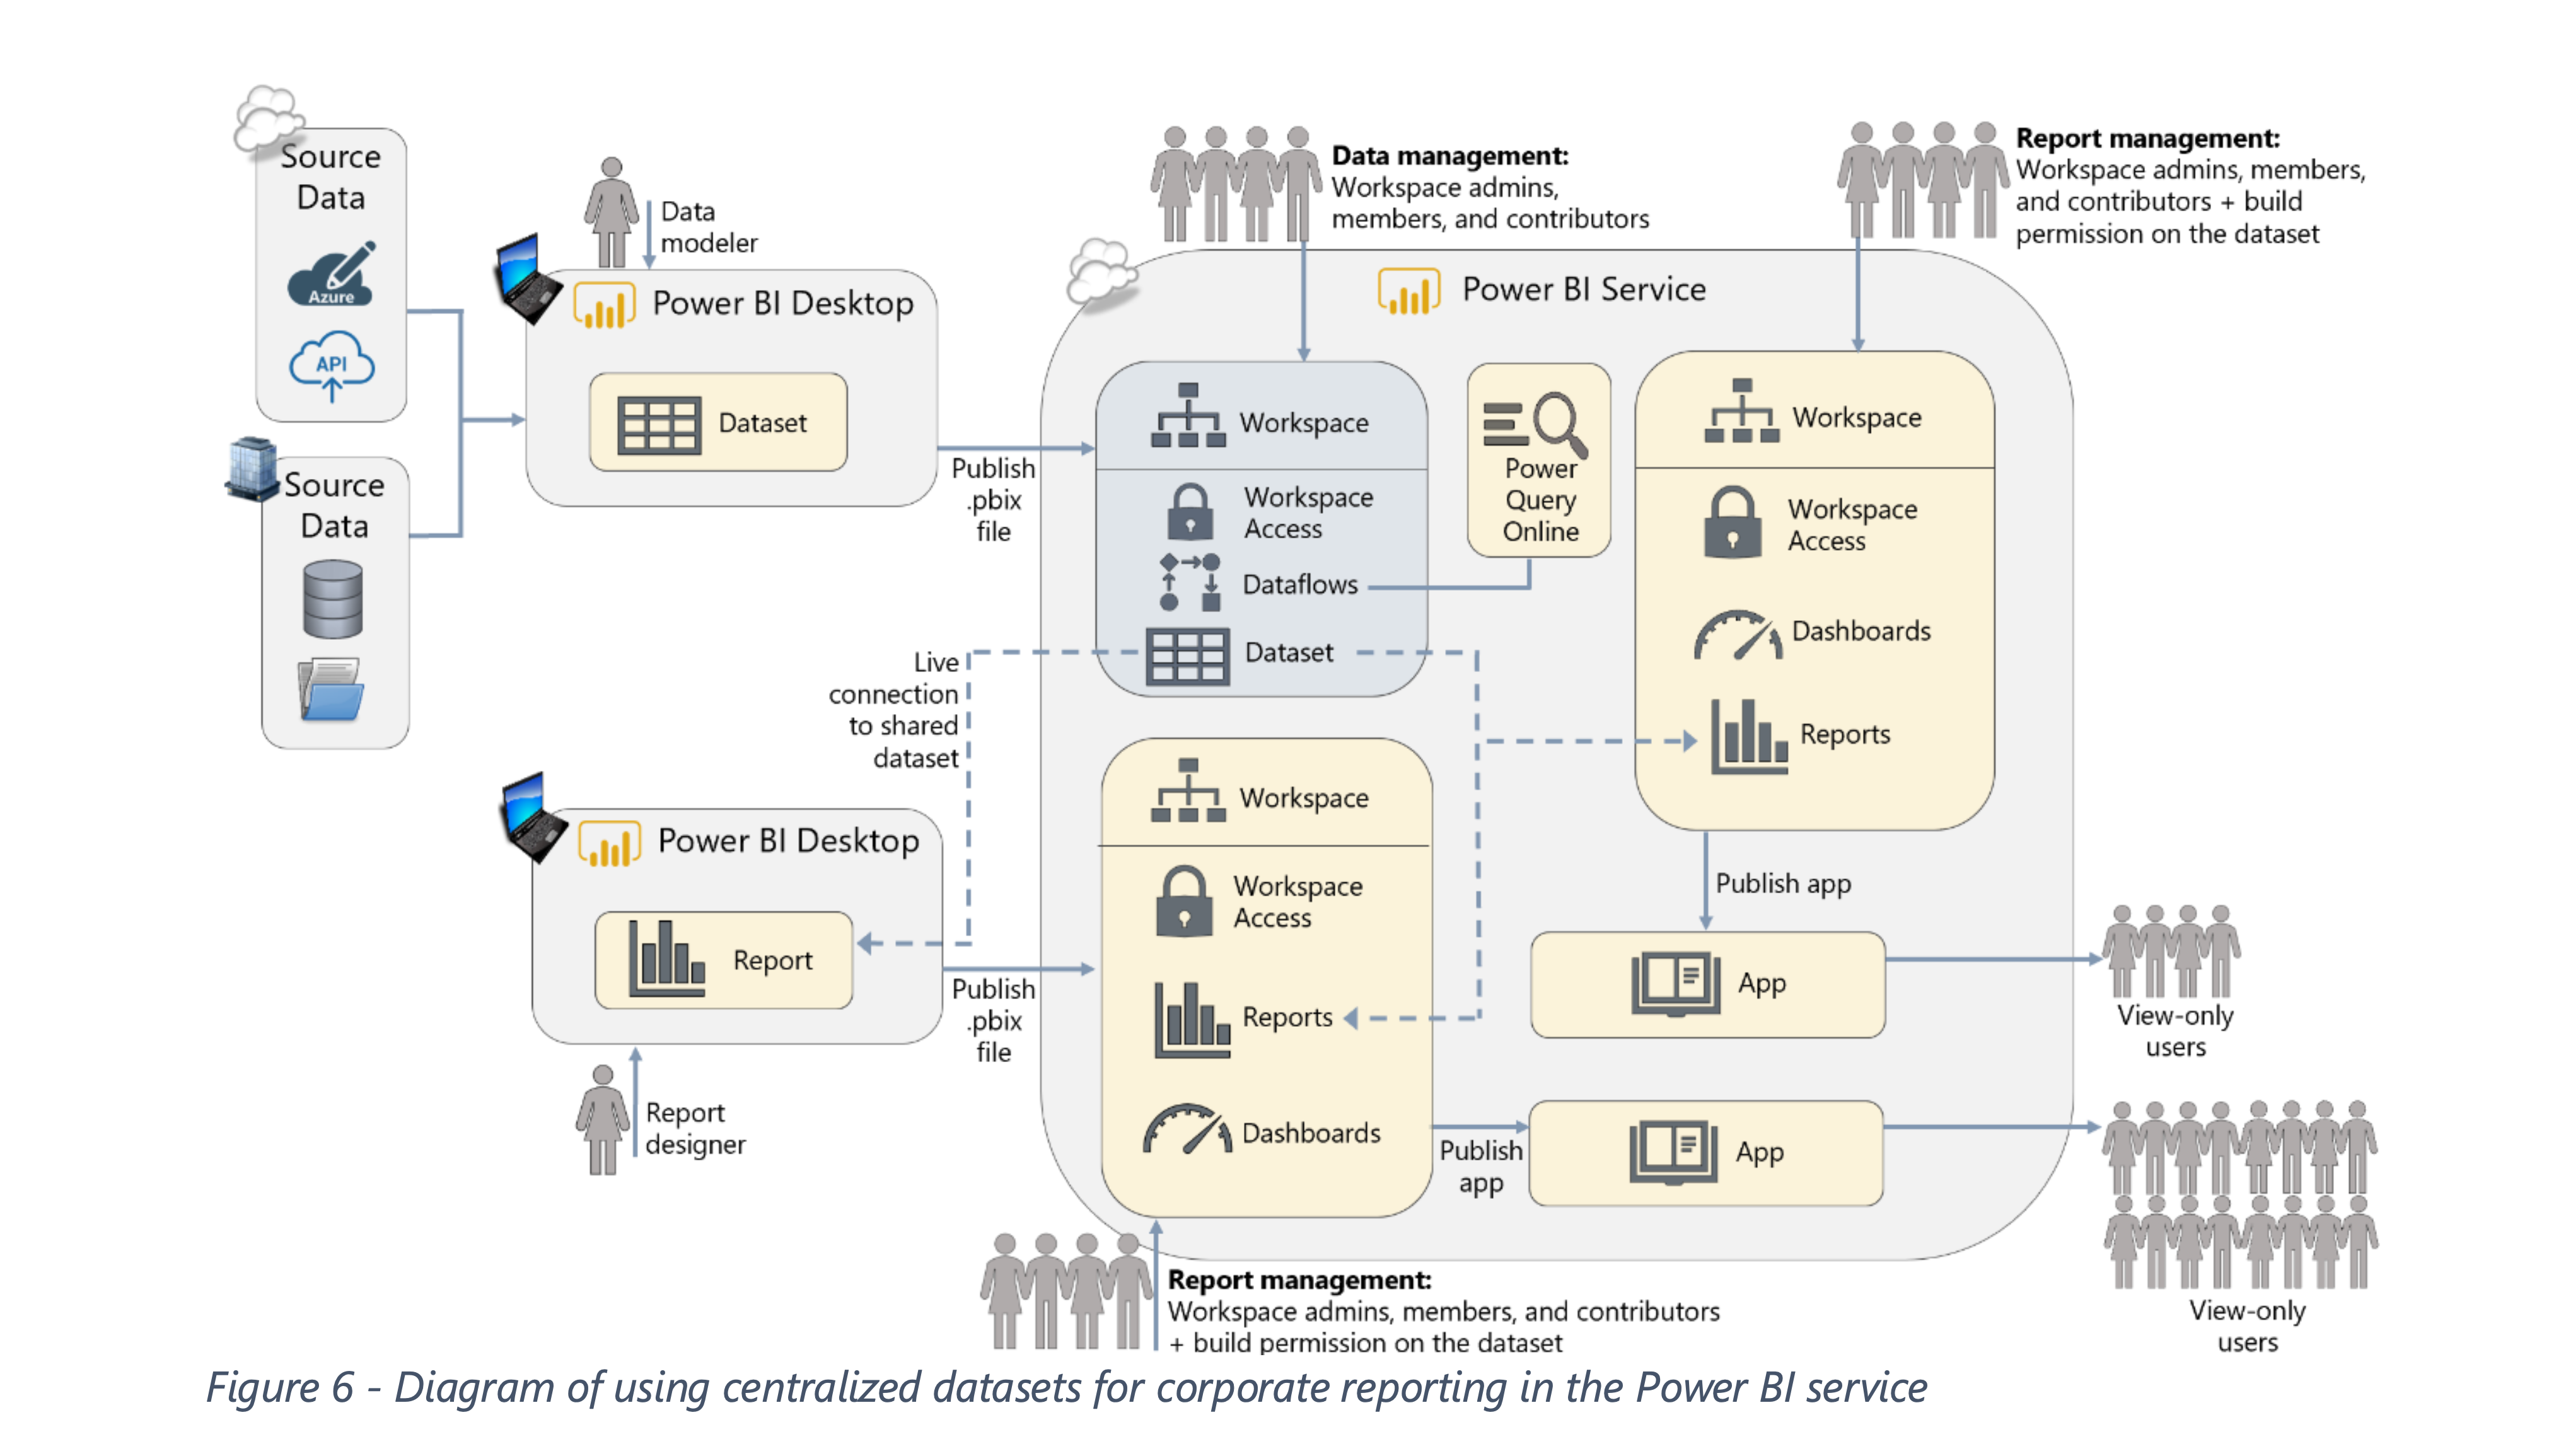 Source
Data
Azure
API
Source
Data
Data
modeler
Power BI Desktop
Dataset
Publish
.pbix
file
Data management:
Workspace admins,
members, and contributors
Report management:
Workspace admins, members,
and contributors + build
permission on the dataset
Power BI Service
Workspace
Workspace
Access
Dataflows
Dataset
Power
Query
Online
Workspace
Workspace
Access
Dashboards
Reports
Live
connection
to shared
dataset
Power BI Desktop
Report
Report
designer
Publish
.pbix
file
Workspace
Workspace
Access
Reports
Dashboards
Publish app
App
View-only
users
Publish
app
App
View-only
users
Report management:
Workspace admins, members, and contributors
+ build permission on the dataset
Figure 6 - Diagram of using centralized datasets for corporate reporting in the Power BI service